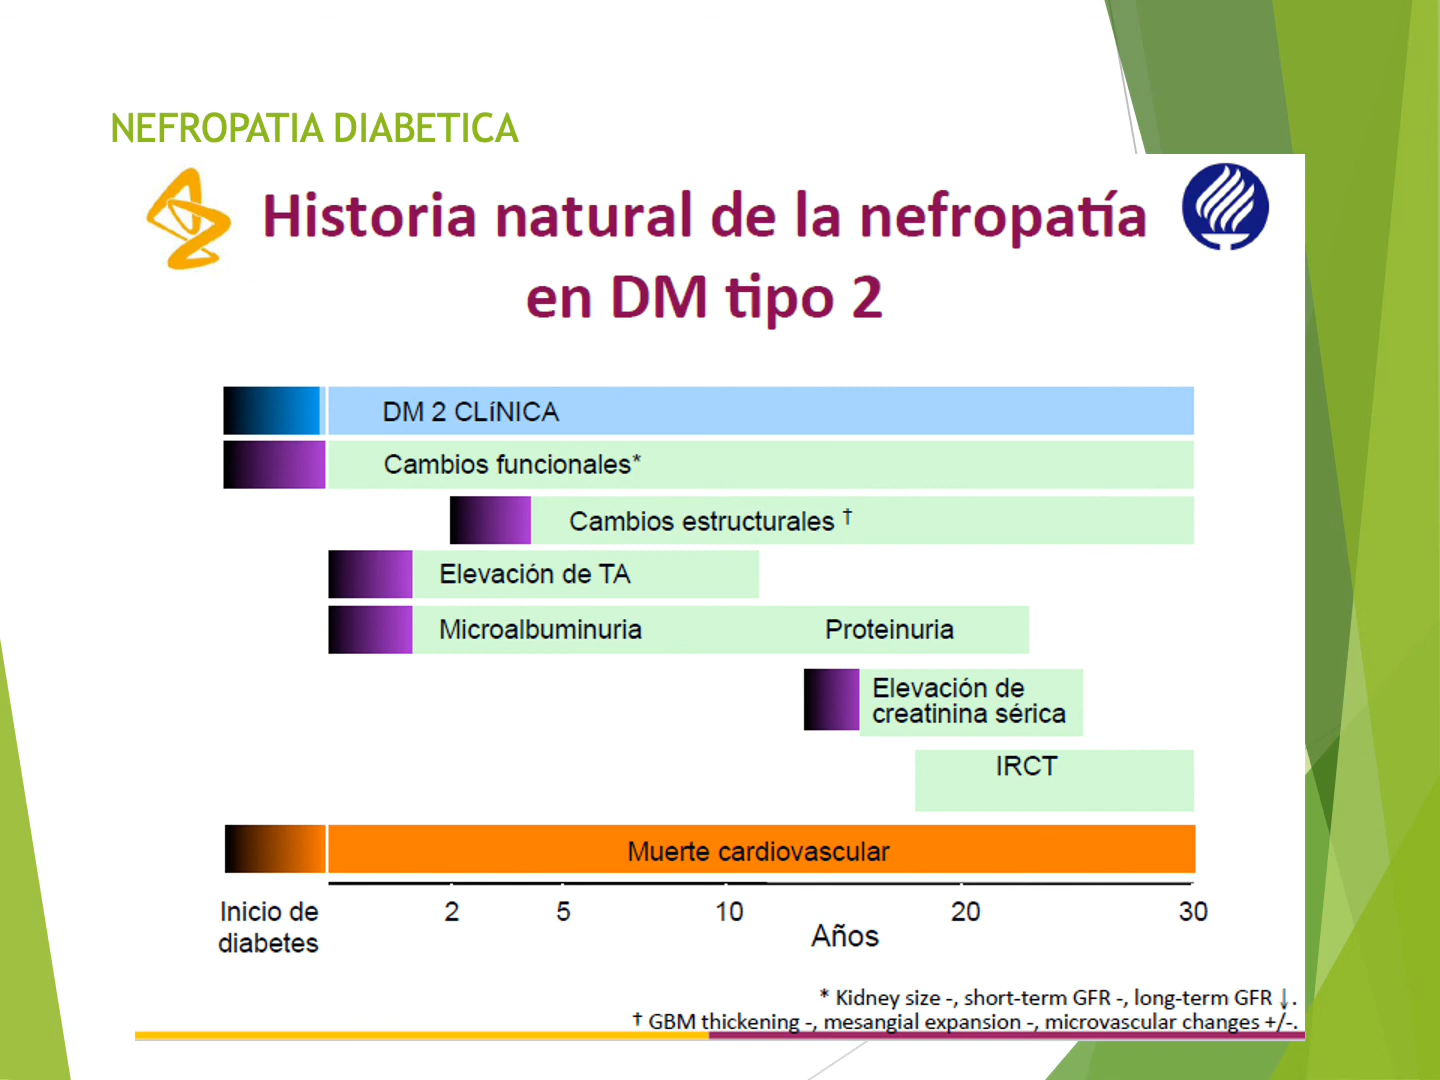 NEFROPATIA DIABETICA
Historia natural de la nefropatía
en DM tipo 2
DM 2 CLíNICA
Cambios funcionales*
Cambios estructurales †
Elevación de TA
Microalbuminuria Proteinuria
Elevación de
creatinina sérica
IRCT
Muerte cardiovascular
Inicio de
diabetes
2 5 10 20 30
Años
* Kidney size -, short-term GFR -, long-term GFR ↓.
† GBM thickening -, mesangial expansion -, microvascular changes +/-.